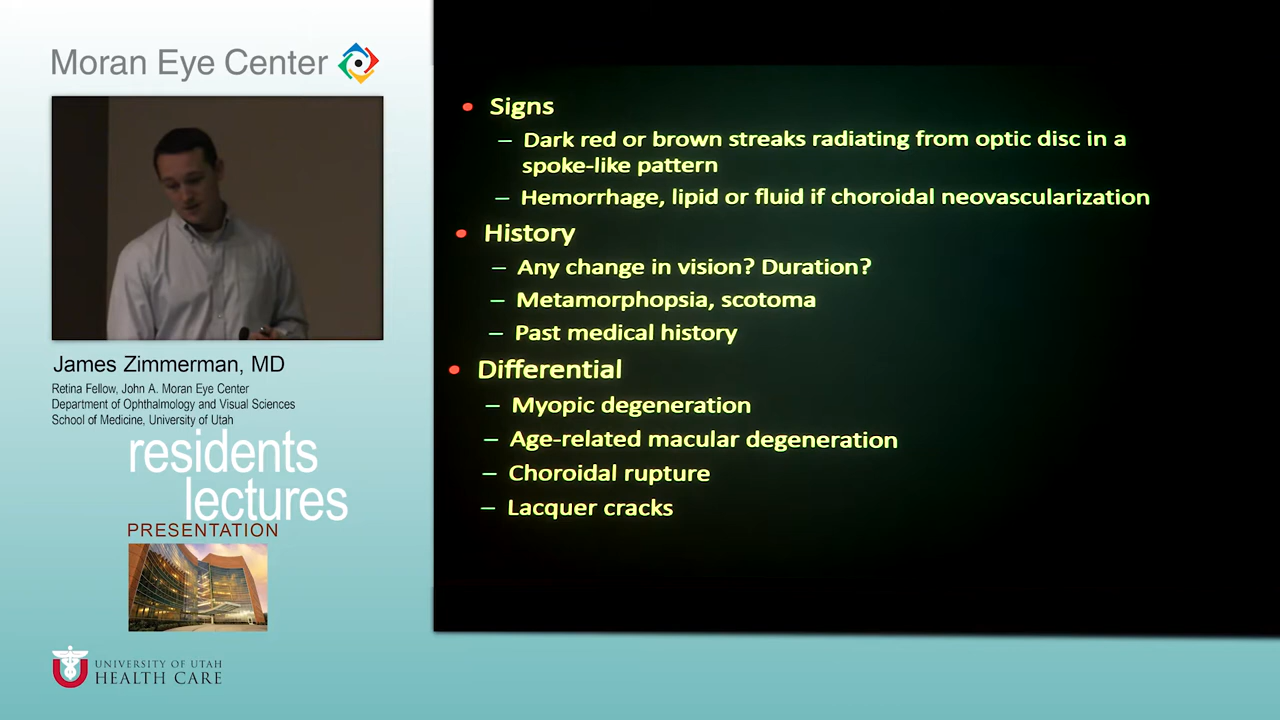 Moran Eye Center
James Zimmerman, MD
Retina Fellow, John A. Moran Eye Center
Department of Ophthalmology and Visual Sciences
School of Medicine, University of Utah
residents
lectures
PRESENTATION
UNIVERSITY OF UTAH
HEALTH CARE
• Signs
– Dark red or brown streaks radiating from optic disc in a
spoke-like pattern
– Hemorrhage, lipid or fluid if choroidal neovascularization
• History
– Any change in vision? Duration?
– Metamorphopsia, scotoma
– Past medical history
• Differential
– Myopic degeneration
– Age-related macular degeneration
– Choroidal rupture
– Lacquer cracks